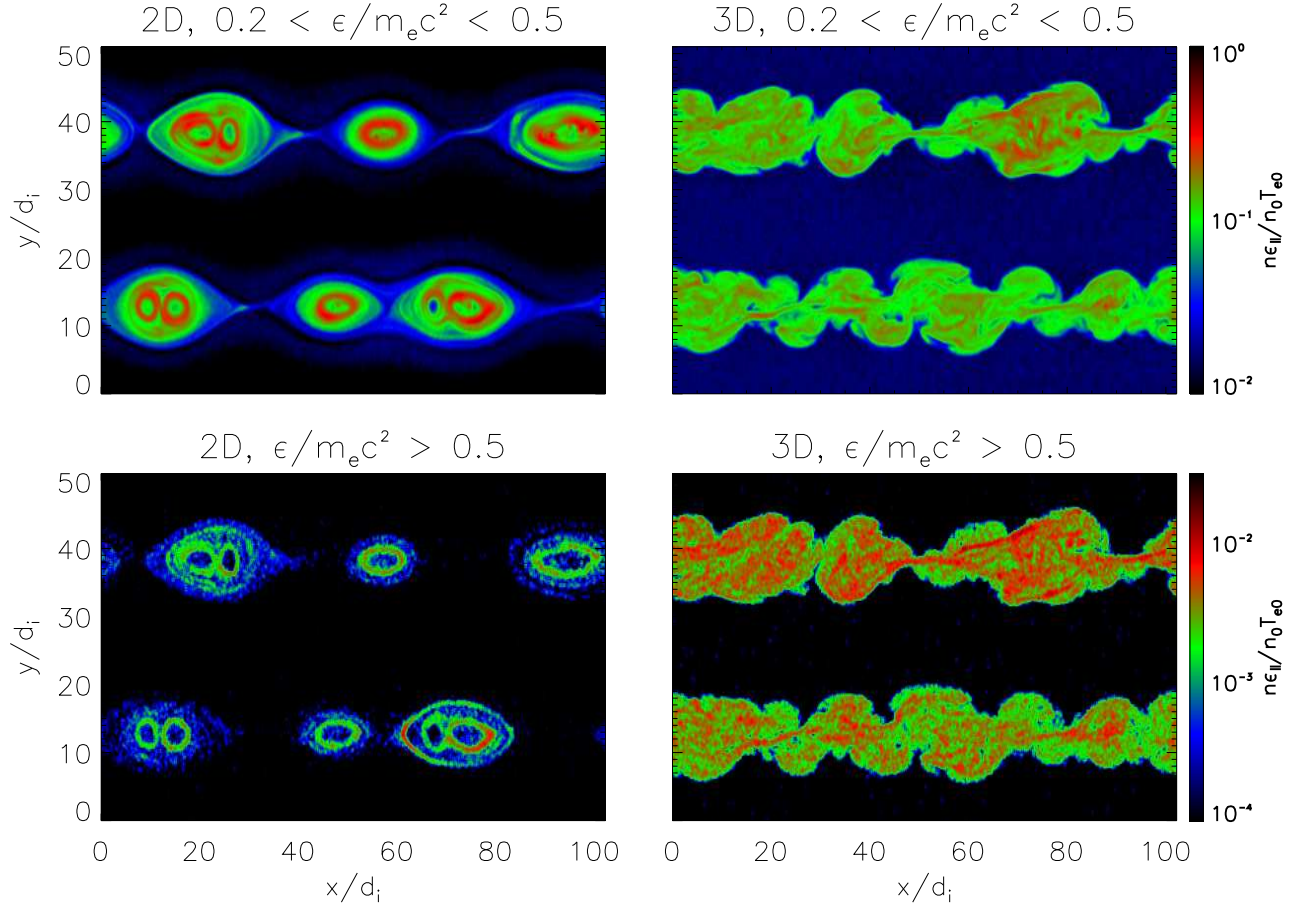 2D, 0.2 < ϵ/mₑc² < 0.5
3D, 0.2 < ϵ/mₑc² < 0.5
50
40
30
20
10
0
y/dᵢ
10⁰
10⁻¹
10⁻²
nϵ_{||}/n₀Tₑ₀
2D, ϵ/mₑc² > 0.5
3D, ϵ/mₑc² > 0.5
50
40
30
20
10
0
y/dᵢ
10⁻²
10⁻³
10⁻⁴
nϵ_{||}/n₀Tₑ₀
0 20 40 60 80 100
0 20 40 60 80 100
x/dᵢ
x/dᵢ